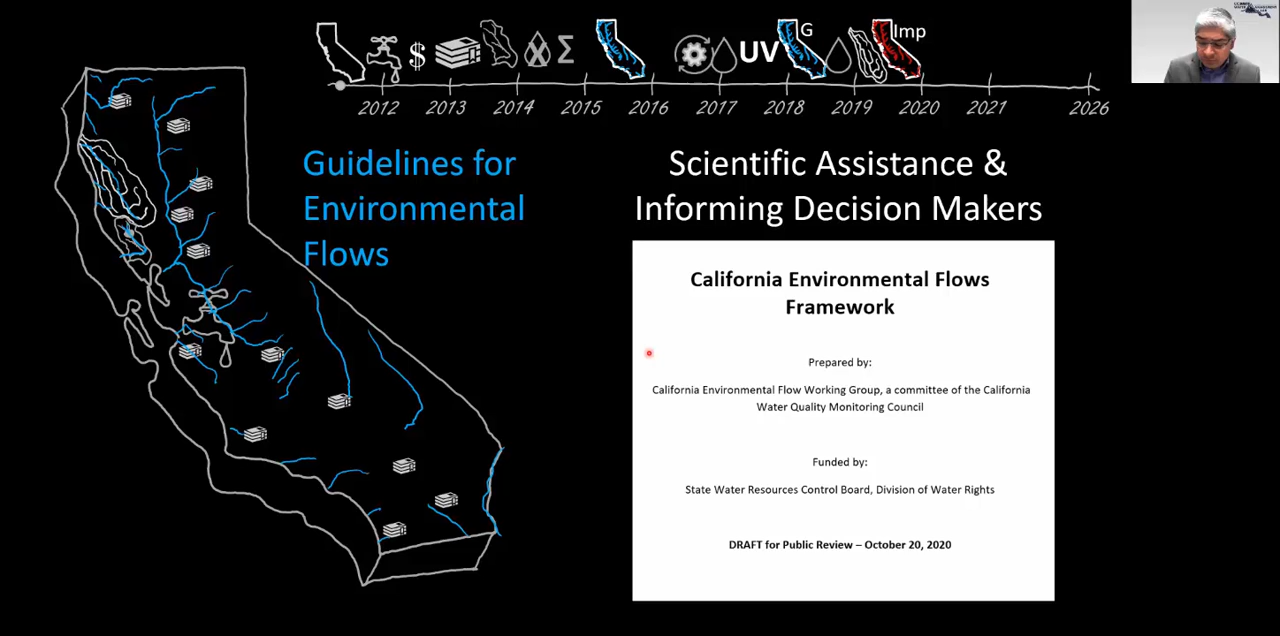 $ Σ UV G Imp
2012 2013 2014 2015 2016 2017 2018 2019 2020 2021 2026
Guidelines for
Environmental
Flows
Scientific Assistance &
Informing Decision Makers
California Environmental Flows
Framework
Prepared by:
California Environmental Flow Working Group, a committee of the California
Water Quality Monitoring Council
Funded by:
State Water Resources Control Board, Division of Water Rights
DRAFT for Public Review – October 20, 2020